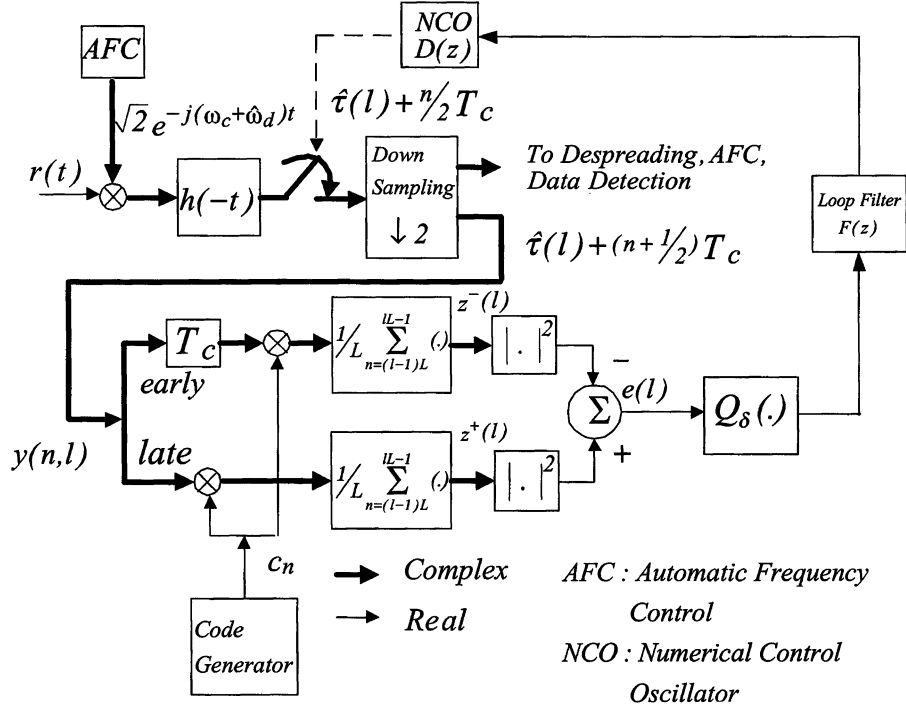 AFC
NCO
D(z)
√2 e^{-j(ω_c+ω̂_d)t}
τ̂(l) + n/2 T_c
r(t)
h(-t)
Down
Sampling
↓ 2
To Despreading, AFC,
Data Detection
Loop Filter
F(z)
τ̂(l) + (n + 1/2) T_c
T_c
early
1/L Σ_{n=(l-1)L}^{lL-1} (.)
z^-(l)
| . |^2
−
Σ
e(l)
Q_δ(.)
+
y(n,l)
late
1/L Σ_{n=(l-1)L}^{lL-1} (.)
z^+(l)
| . |^2
c_n
Code
Generator
Complex
Real
AFC : Automatic Frequency
Control
NCO : Numerical Control
Oscillator